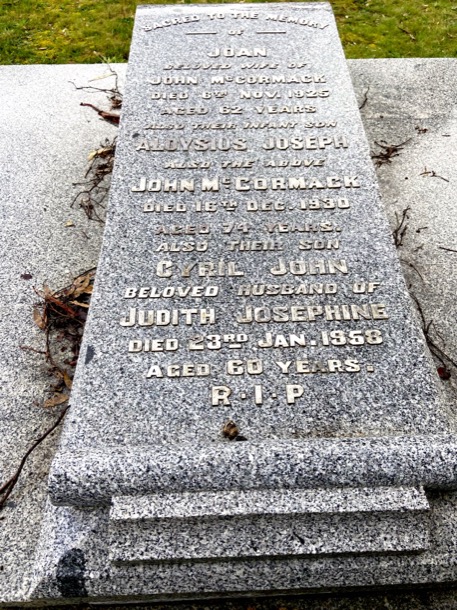 SACRED TO THE MEMORY
OF
JOAN
BELOVED WIFE OF
JOHN McCORMACK
DIED 6TH NOV. 1925
AGED 62 YEARS
ALSO THEIR INFANT SON
ALOYSIUS JOSEPH
ALSO THE ABOVE
JOHN McCORMACK
DIED 16TH DEC. 1930
AGED 74 YEARS.
ALSO THEIR SON
CYRIL JOHN
BELOVED HUSBAND OF
JUDITH JOSEPHINE
DIED 23RD JAN. 1958
AGED 60 YEARS.
R·I·P